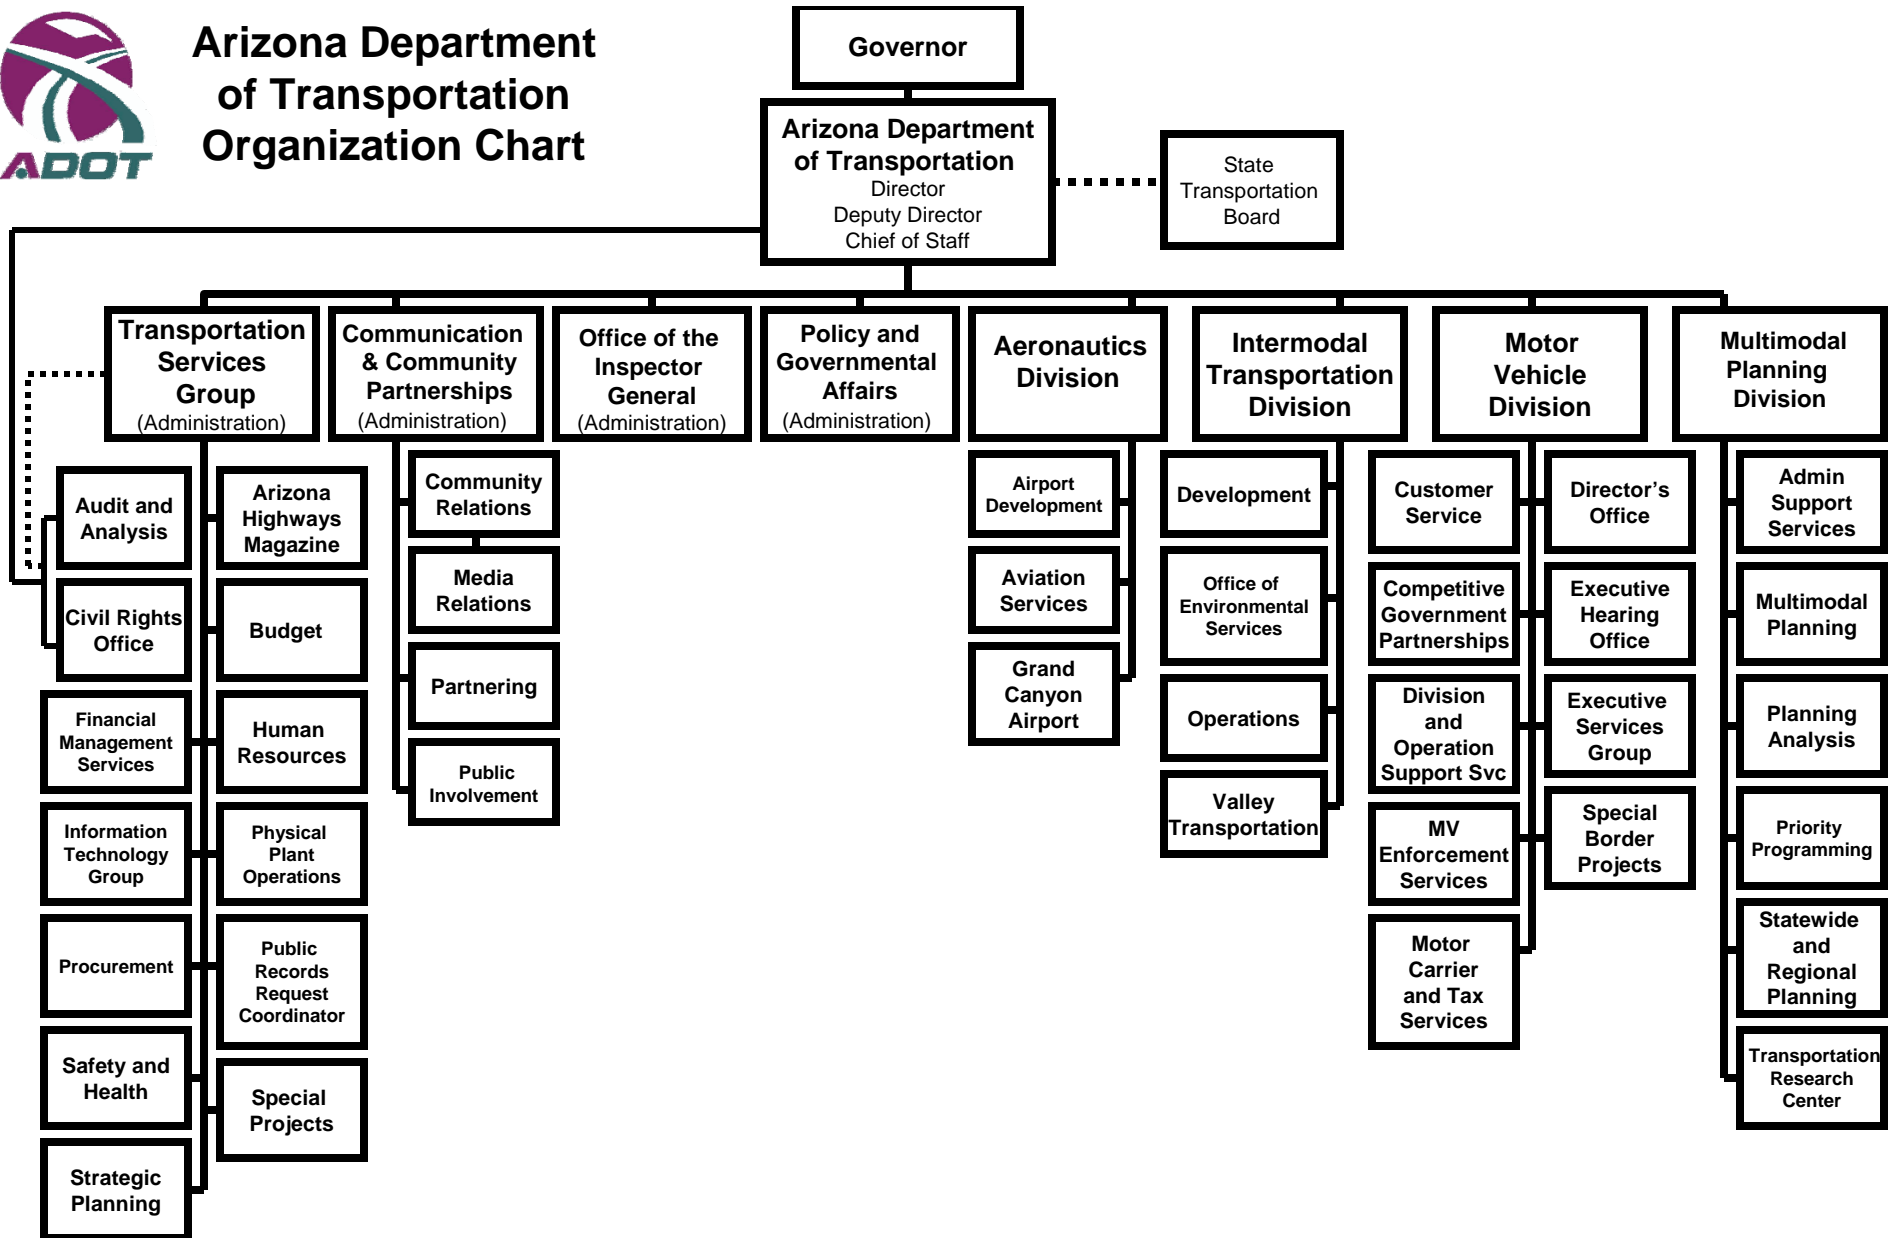 ADOT
Arizona Department
of Transportation
Organization Chart
Governor
Arizona Department
of Transportation
Director
Deputy Director
Chief of Staff
State
Transportation
Board
Transportation
Services
Group
(Administration)
Communication
& Community
Partnerships
(Administration)
Office of the
Inspector
General
(Administration)
Policy and
Governmental
Affairs
(Administration)
Aeronautics
Division
Intermodal
Transportation
Division
Motor
Vehicle
Division
Multimodal
Planning
Division
Audit and
Analysis
Civil Rights
Office
Financial
Management
Services
Information
Technology
Group
Procurement
Safety and
Health
Strategic
Planning
Arizona
Highways
Magazine
Budget
Human
Resources
Physical
Plant
Operations
Public
Records
Request
Coordinator
Special
Projects
Community
Relations
Media
Relations
Partnering
Public
Involvement
Airport
Development
Aviation
Services
Grand
Canyon
Airport
Development
Office of
Environmental
Services
Operations
Valley
Transportation
Customer
Service
Competitive
Government
Partnerships
Division
and
Operation
Support Svc
MV
Enforcement
Services
Motor
Carrier
and Tax
Services
Director's
Office
Executive
Hearing
Office
Executive
Services
Group
Special
Border
Projects
Admin
Support
Services
Multimodal
Planning
Planning
Analysis
Priority
Programming
Statewide
and
Regional
Planning
Transportation
Research
Center